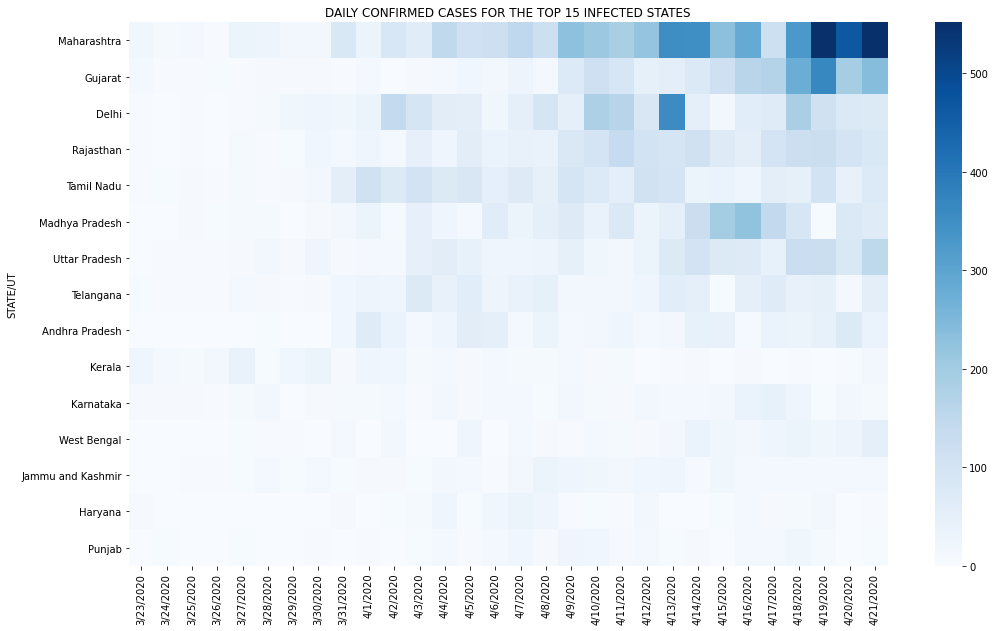 DAILY CONFIRMED CASES FOR THE TOP 15 INFECTED STATES
STATE/UT
Maharashtra
Gujarat
Delhi
Rajasthan
Tamil Nadu
Madhya Pradesh
Uttar Pradesh
Telangana
Andhra Pradesh
Kerala
Karnataka
West Bengal
Jammu and Kashmir
Haryana
Punjab
3/23/2020
3/24/2020
3/25/2020
3/26/2020
3/27/2020
3/28/2020
3/29/2020
3/30/2020
3/31/2020
4/1/2020
4/2/2020
4/3/2020
4/4/2020
4/5/2020
4/6/2020
4/7/2020
4/8/2020
4/9/2020
4/10/2020
4/11/2020
4/12/2020
4/13/2020
4/14/2020
4/15/2020
4/16/2020
4/17/2020
4/18/2020
4/19/2020
4/20/2020
4/21/2020
500
400
300
200
100
0